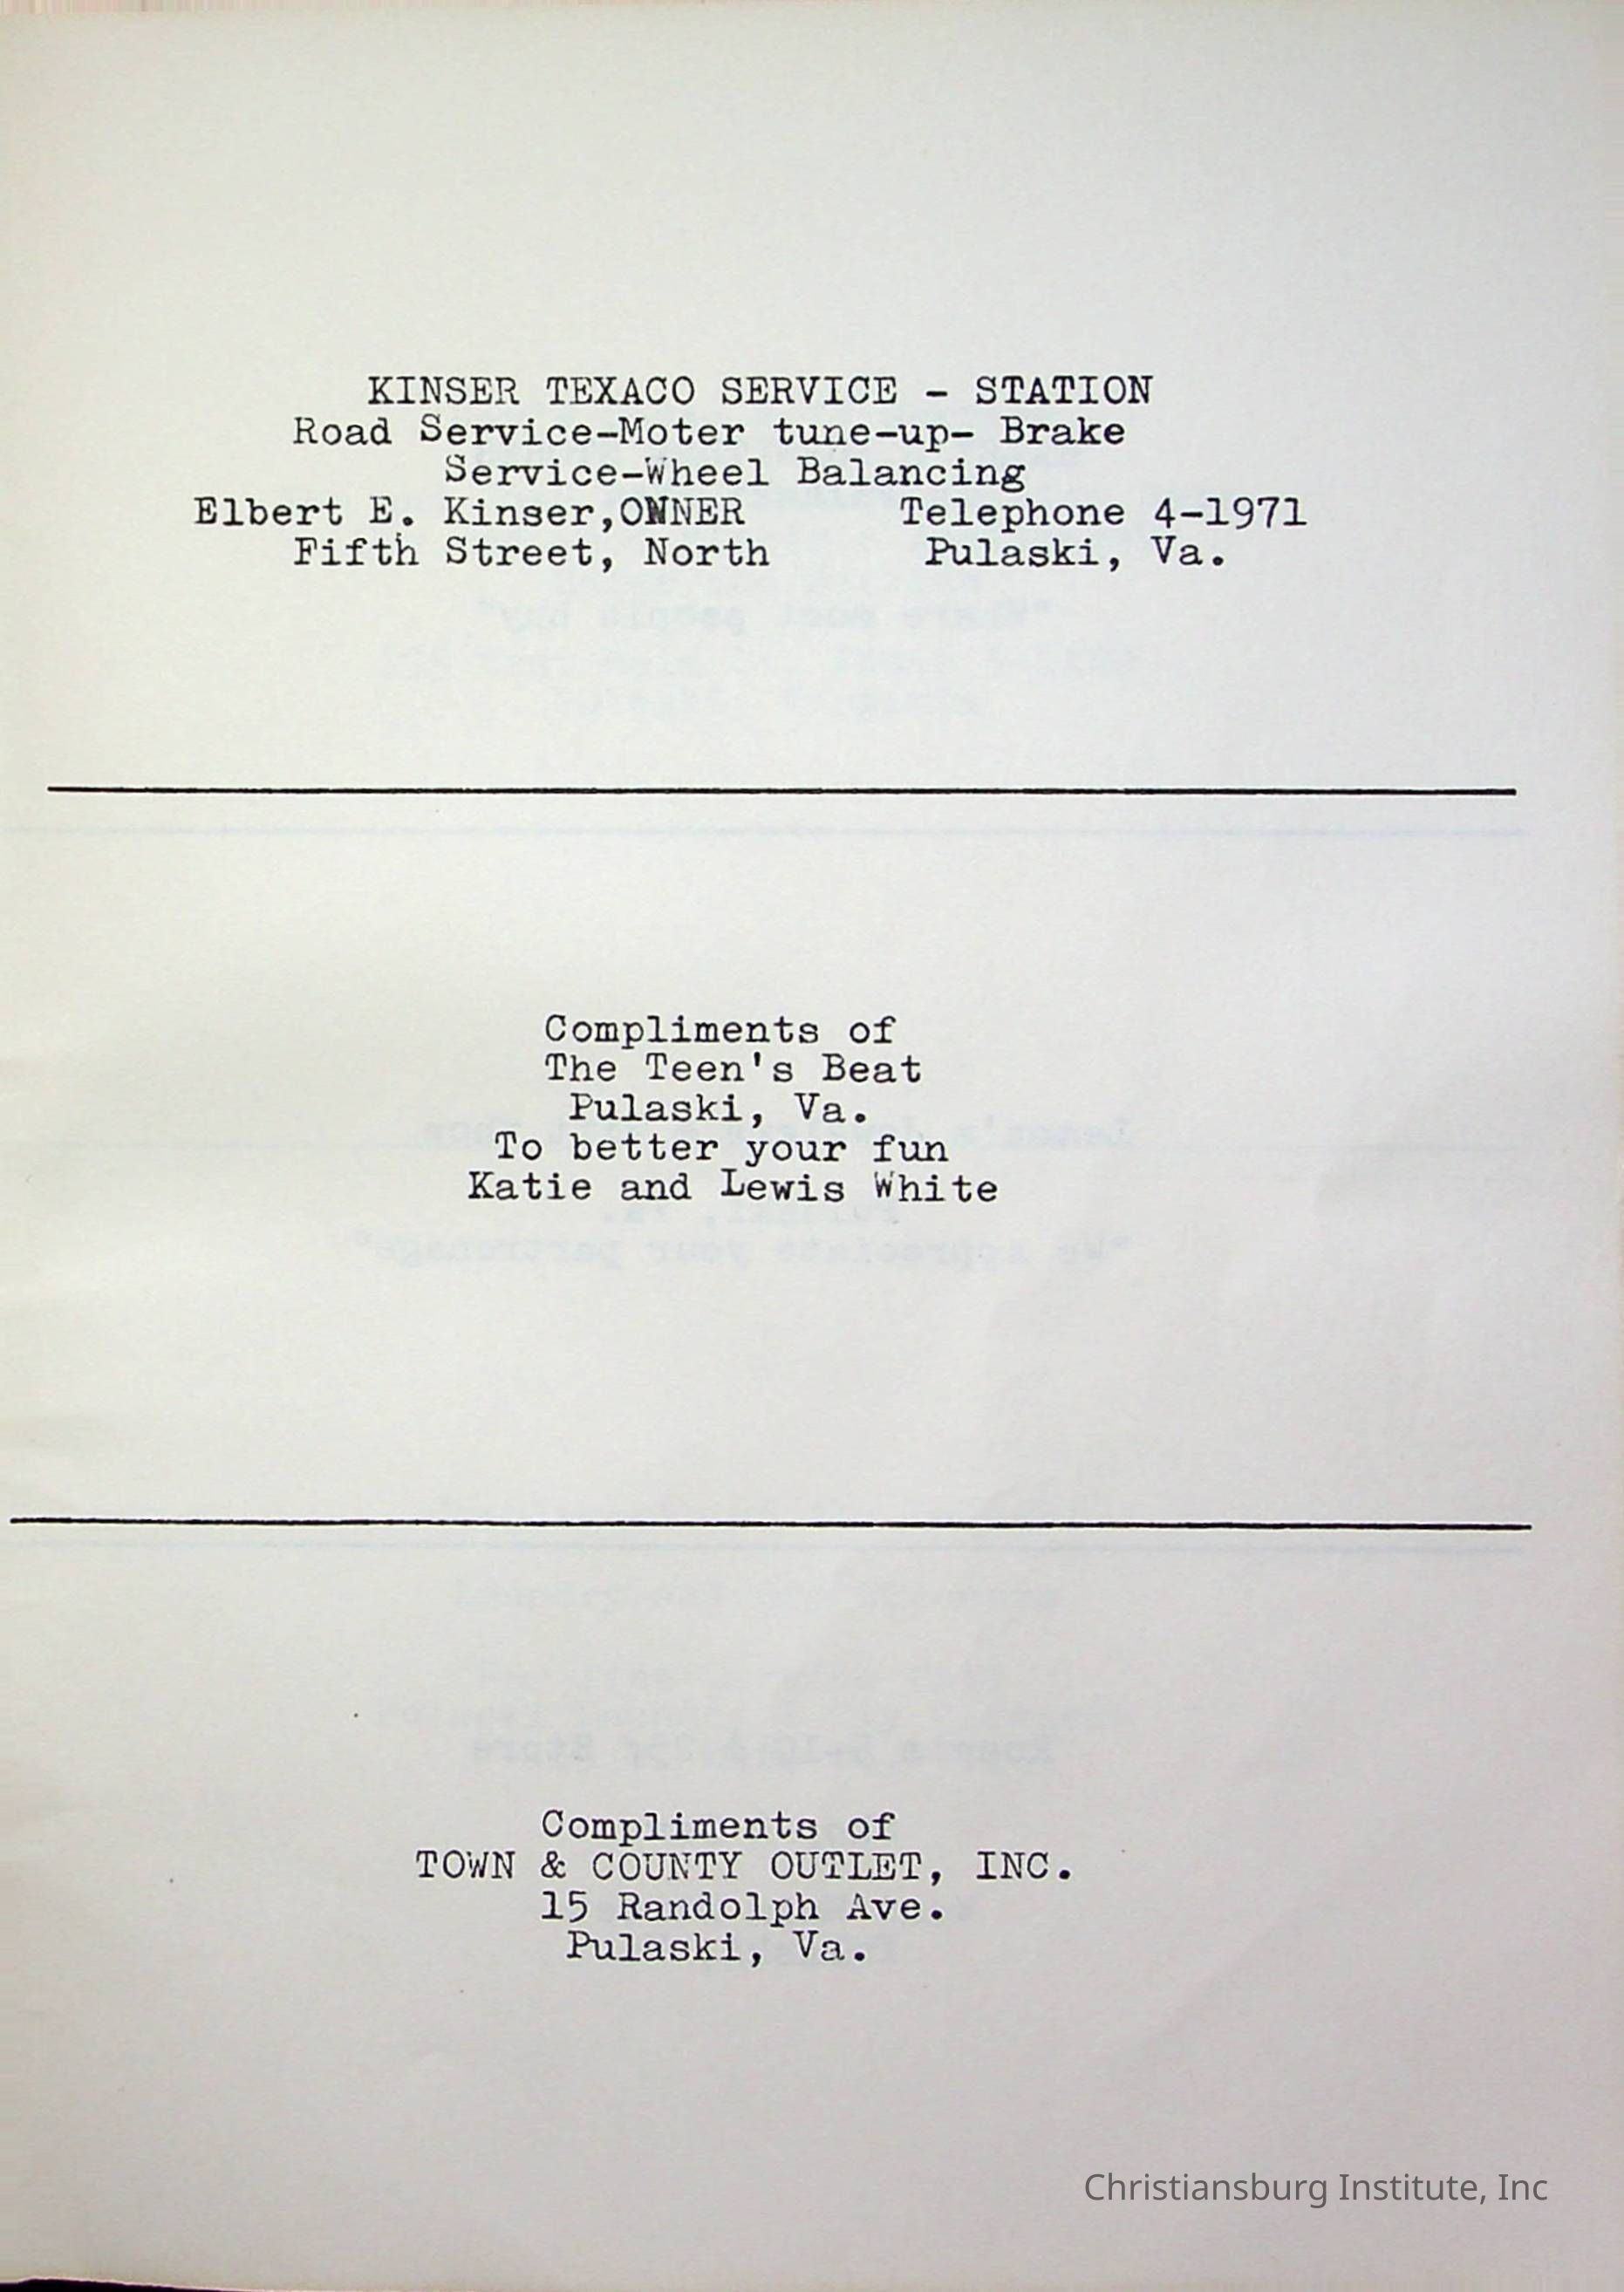 KINSER TEXACO SERVICE - STATION
Road Service-Moter tune-up- Brake
Service-Wheel Balancing
Elbert E. Kinser,OWNER Telephone 4-1971
Fifth Street, North Pulaski, Va.
Compliments of
The Teen's Beat
Pulaski, Va.
To better your fun
Katie and Lewis White
Compliments of
TOWN & COUNTY OUTLET, INC.
15 Randolph Ave.
Pulaski, Va.
Christiansburg Institute, Inc